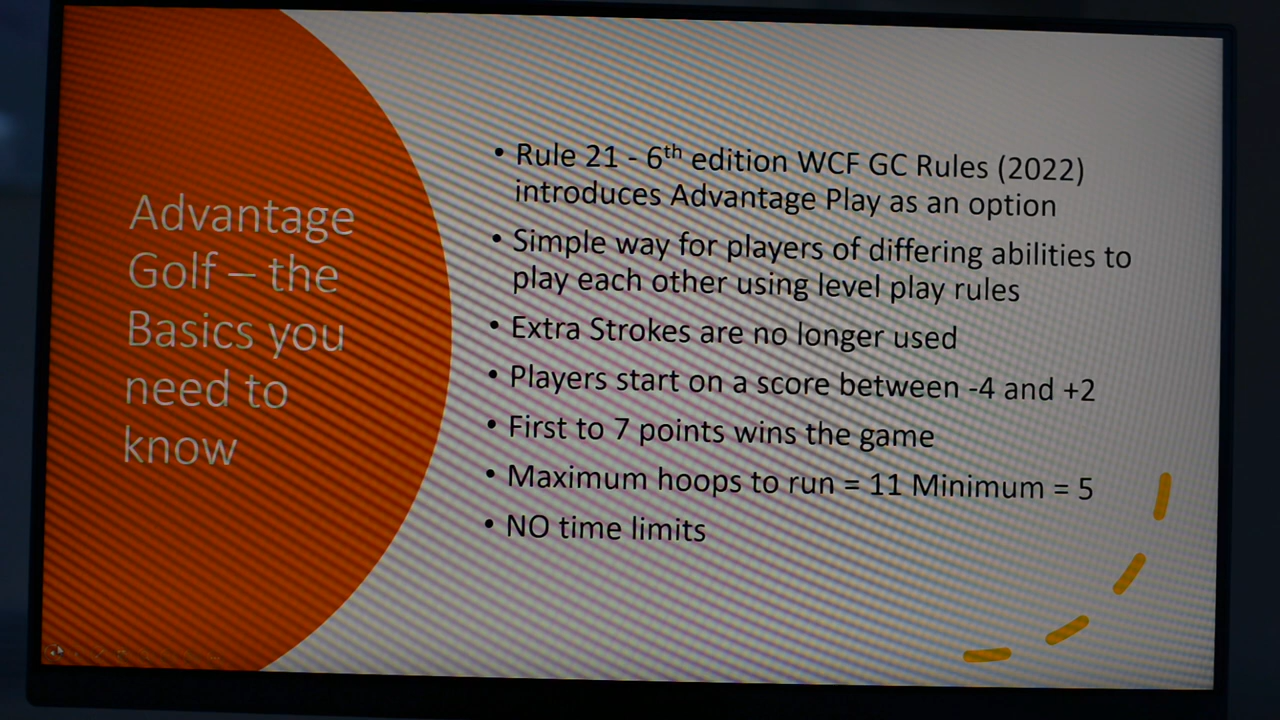 Advantage
Golf – the
Basics you
need to
know
• Rule 21 - 6th edition WCF GC Rules (2022)
introduces Advantage Play as an option
• Simple way for players of differing abilities to
play each other using level play rules
• Extra Strokes are no longer used
• Players start on a score between -4 and +2
• First to 7 points wins the game
• Maximum hoops to run = 11 Minimum = 5
• NO time limits